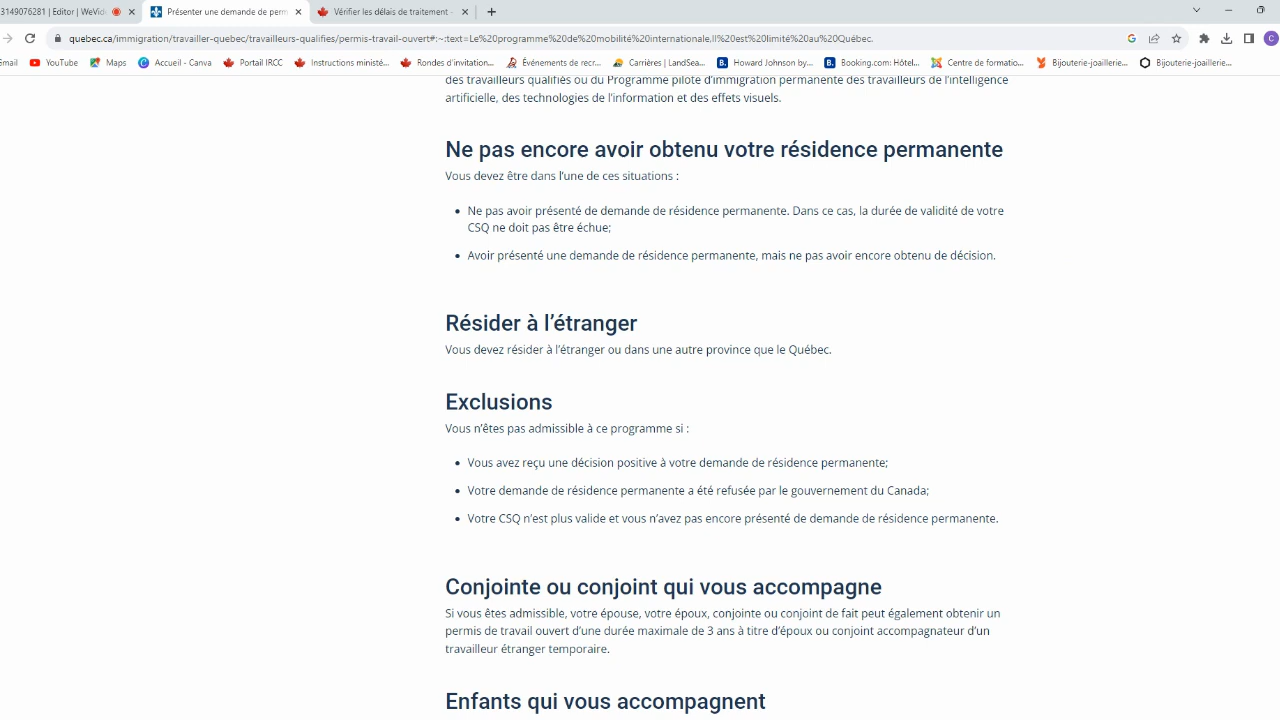 3149076281 | Editor | WeVid
Présenter une demande de perm
Vérifier les délais de traitement -
quebec.ca/immigration/travailler-quebec/travailleurs-qualifies/permis-travail-ouvert#:~:text=Le%20programme%20de%20mobilité%20internationale,Il%20est%20limité%20au%20Québec.
C
Email
YouTube
Maps
Accueil - Canva
Portail IRCC
Instructions ministé...
Rondes d'invitation...
Événements de recr...
Carrières | LandSea...
Howard Johnson by...
Booking.com: Hôtel...
Centre de formatio...
Bijouterie-joaillerie...
Bijouterie-joaillerie...
des travailleurs qualifiés ou du Programme pilote d'immigration permanente des travailleurs de l'intelligence
artificielle, des technologies de l'information et des effets visuels.
Ne pas encore avoir obtenu votre résidence permanente
Vous devez être dans l'une de ces situations :
• Ne pas avoir présenté de demande de résidence permanente. Dans ce cas, la durée de validité de votre
CSQ ne doit pas être échue;
• Avoir présenté une demande de résidence permanente, mais ne pas avoir encore obtenu de décision.
Résider à l'étranger
Vous devez résider à l'étranger ou dans une autre province que le Québec.
Exclusions
Vous n'êtes pas admissible à ce programme si :
• Vous avez reçu une décision positive à votre demande de résidence permanente;
• Votre demande de résidence permanente a été refusée par le gouvernement du Canada;
• Votre CSQ n'est plus valide et vous n'avez pas encore présenté de demande de résidence permanente.
Conjointe ou conjoint qui vous accompagne
Si vous êtes admissible, votre épouse, votre époux, conjointe ou conjoint de fait peut également obtenir un
permis de travail ouvert d'une durée maximale de 3 ans à titre d'époux ou conjoint accompagnateur d'un
travailleur étranger temporaire.
Enfants qui vous accompagnent